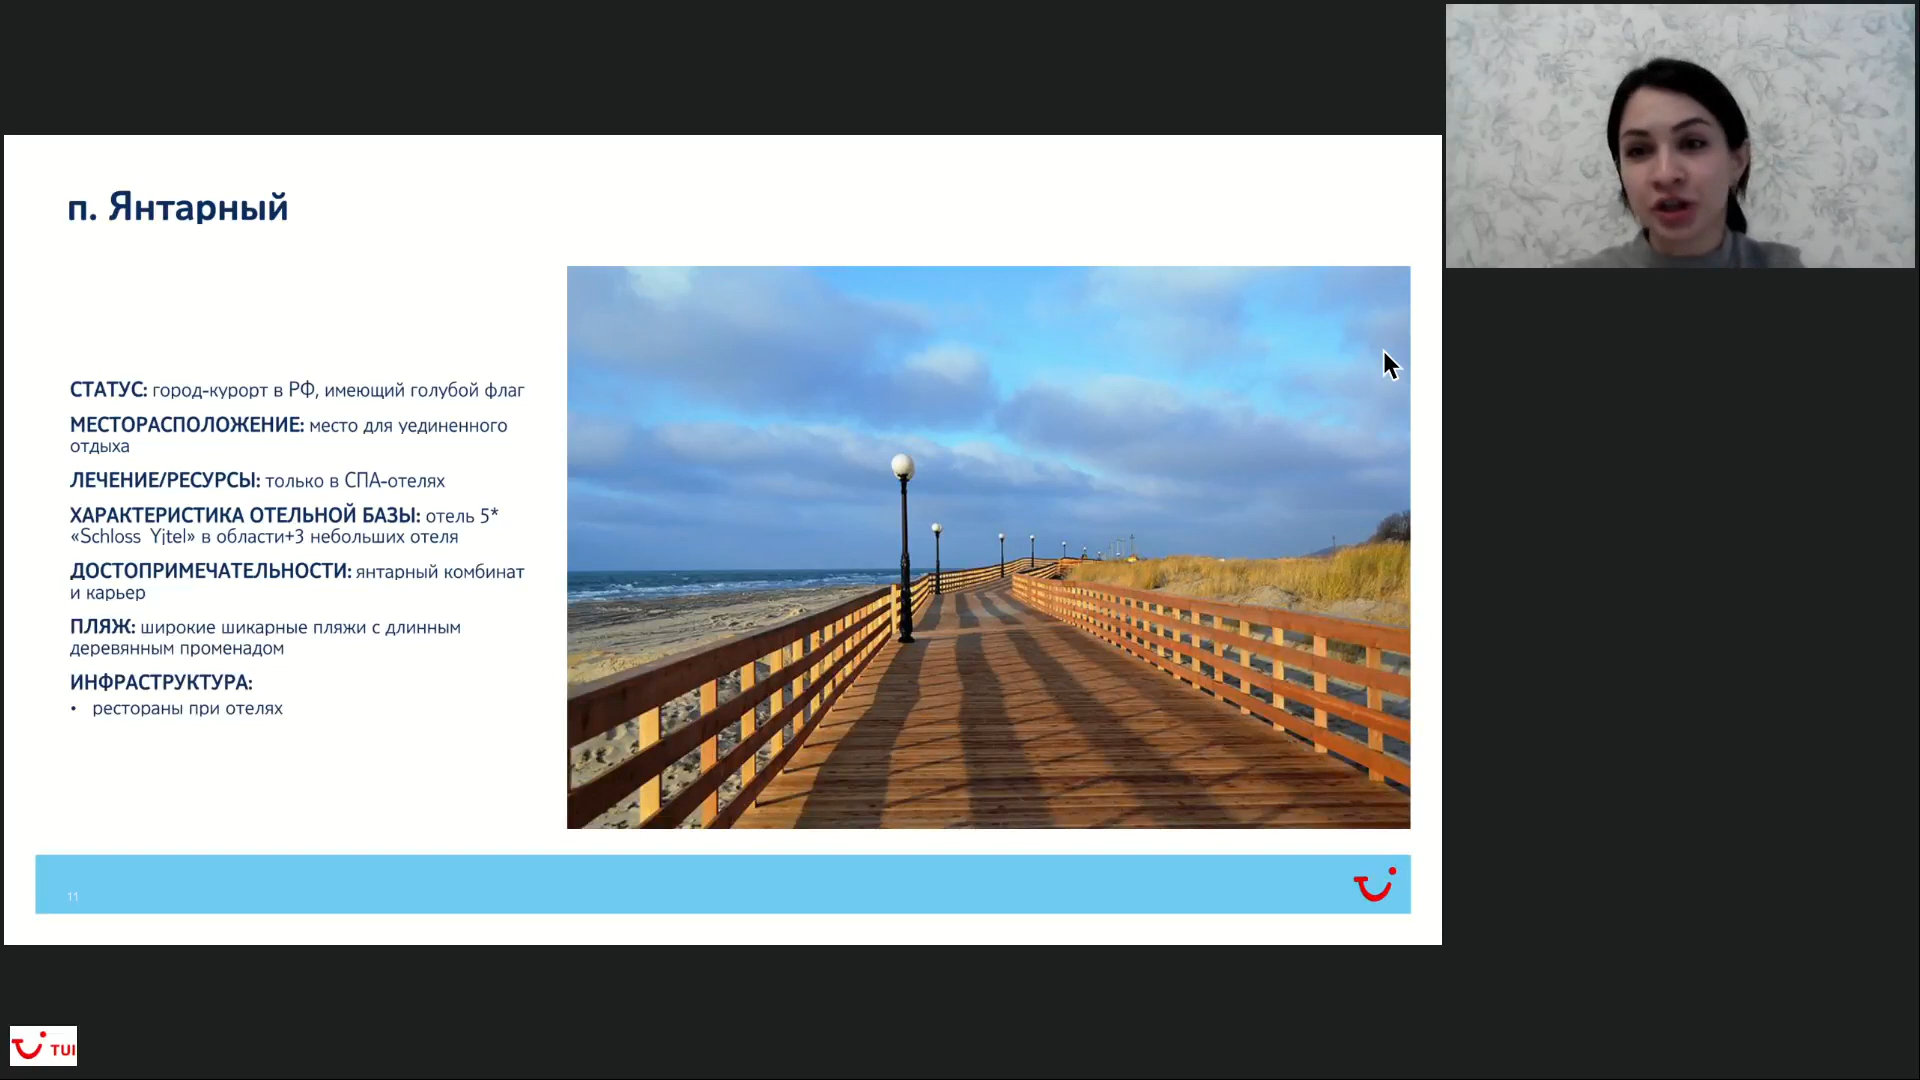 п. Янтарный
СТАТУС: город-курорт в РФ, имеющий голубой флаг
МЕСТОРАСПОЛОЖЕНИЕ: место для уединенного
отдыха
ЛЕЧЕНИЕ/РЕСУРСЫ: только в СПА-отелях
ХАРАКТЕРИСТИКА ОТЕЛЬНОЙ БАЗЫ: отель 5*
«Schloss Yjtel» в области+3 небольших отеля
ДОСТОПРИМЕЧАТЕЛЬНОСТИ: янтарный комбинат
и карьер
ПЛЯЖ: широкие шикарные пляжи с длинным
деревянным променадом
ИНФРАСТРУКТУРА:
• рестораны при отелях
11
TUI